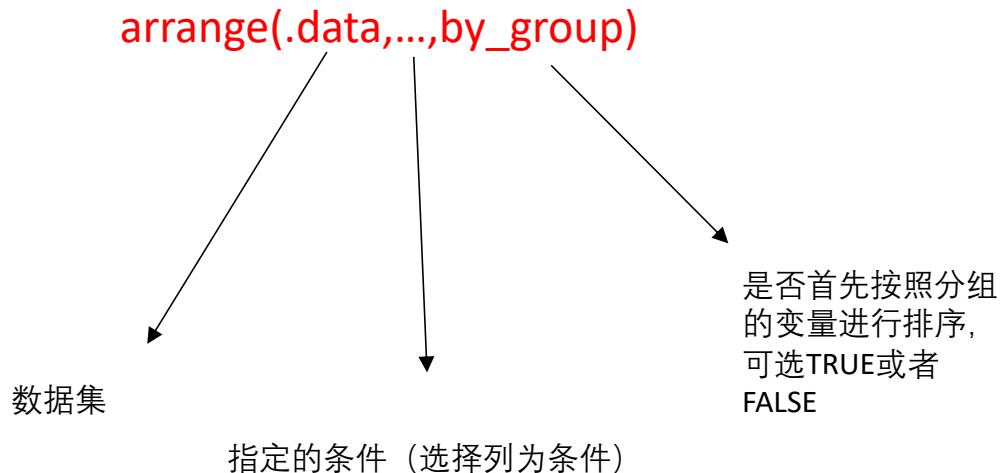 arrange(.data,…,by_group)
是否首先按照分组
的变量进行排序,
可选TRUE或者
FALSE
数据集
指定的条件（选择列为条件）